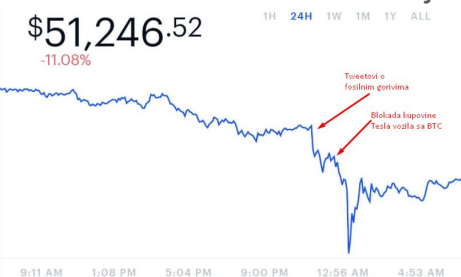 $51,246.52
-11.08%
1H 24H 1W 1M 1Y ALL
Tweetovi o
fosilnim gorivima
Blokada kupovine
Tesla vozila sa BTC
9:11 AM 1:08 PM 5:04 PM 9:00 PM 12:56 AM 4:53 AM